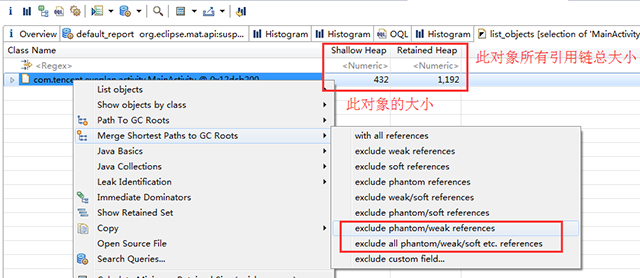 Overview default_report org.eclipse.mat.api:susp... Histogram Histogram OQL Histogram list_objects [selection of 'MainActivity
Class Name Shallow Heap Retained Heap 此对象所有引用链总大小
<Regex> <Numeric> <Numeric>
432 1,192
List objects
此对象的大小
Show objects by class
Path To GC Roots
Merge Shortest Paths to GC Roots with all references
Java Basics exclude weak references
Java Collections exclude soft references
Leak Identification exclude phantom references
Immediate Dominators exclude weak/soft references
Show Retained Set exclude phantom/soft references
Copy exclude phantom/weak references
Open Source File exclude all phantom/weak/soft etc. references
Search Queries... exclude custom field...